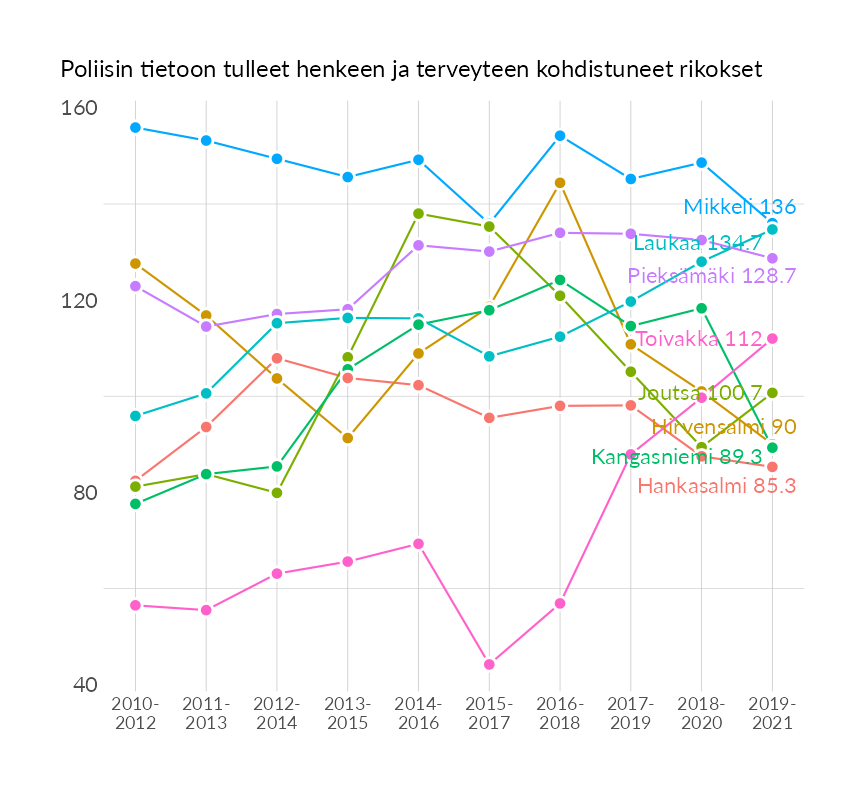 Poliisin tietoon tulleet henkeen ja terveyteen kohdistuneet rikokset
160
120
80
40
Mikkeli 136
Laukaa 134.7
Pieksämäki 128.7
Toivakka 112
Joutsa 100.7
Hirvensalmi 90
Kangasniemi 89.3
Hankasalmi 85.3
2010-
2012
2011-
2013
2012-
2014
2013-
2015
2014-
2016
2015-
2017
2016-
2018
2017-
2019
2018-
2020
2019-
2021